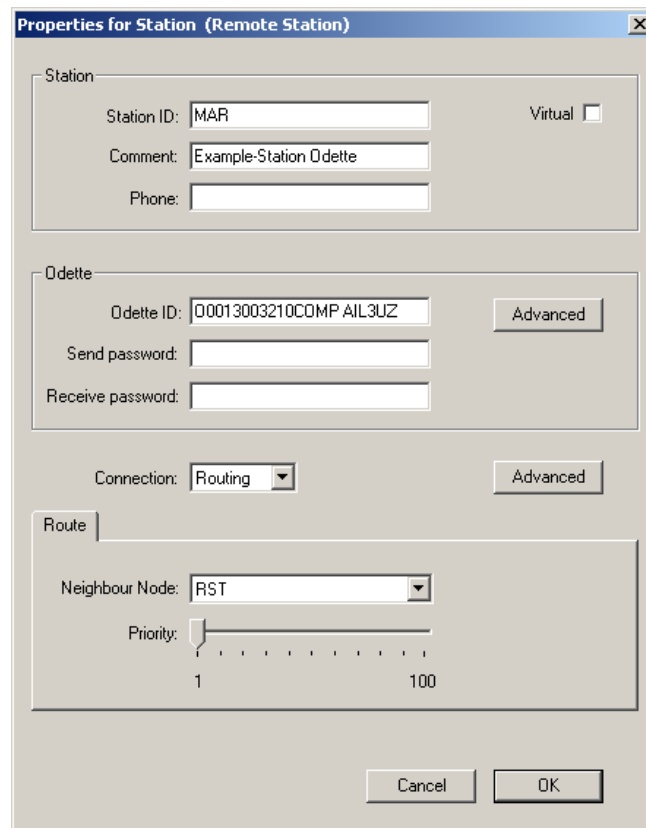 Properties for Station (Remote Station)
Station
Station ID: MAR
Virtual
Comment: Example-Station Odette
Phone:
Odette
Odette ID: O0013003210COMP AIL3UZ
Advanced
Send password:
Receive password:
Connection: Routing
Advanced
Route
Neighbour Node: RST
Priority:
1 100
Cancel OK